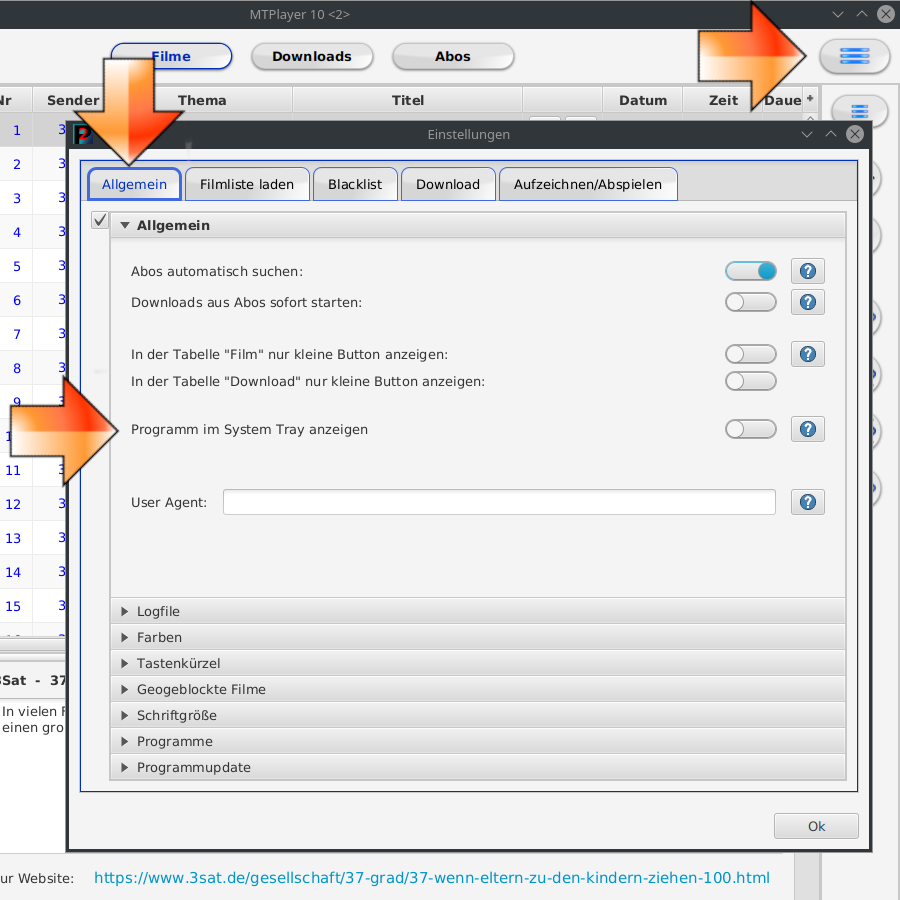 MTPlayer 10 <2>
Filme Downloads Abos
Nr Sender Thema Titel Datum Zeit Daue +
1 3
2 3
3 3
4 3
5 3
6 3
7 3
8 3
9 3
11 3
12 3
13 3
14 3
15 3
Einstellungen
Allgemein Filmliste laden Blacklist Download Aufzeichnen/Abspielen
Allgemein
Abos automatisch suchen:
Downloads aus Abos sofort starten:
In der Tabelle "Film" nur kleine Button anzeigen:
In der Tabelle "Download" nur kleine Button anzeigen:
Programm im System Tray anzeigen
User Agent:
Logfile
Farben
Tastenkürzel
Geogeblockte Filme
Schriftgröße
Programme
Programmupdate
Ok
3Sat - 37
In vielen F
einen gro
ur Website: https://www.3sat.de/gesellschaft/37-grad/37-wenn-eltern-zu-den-kindern-ziehen-100.html